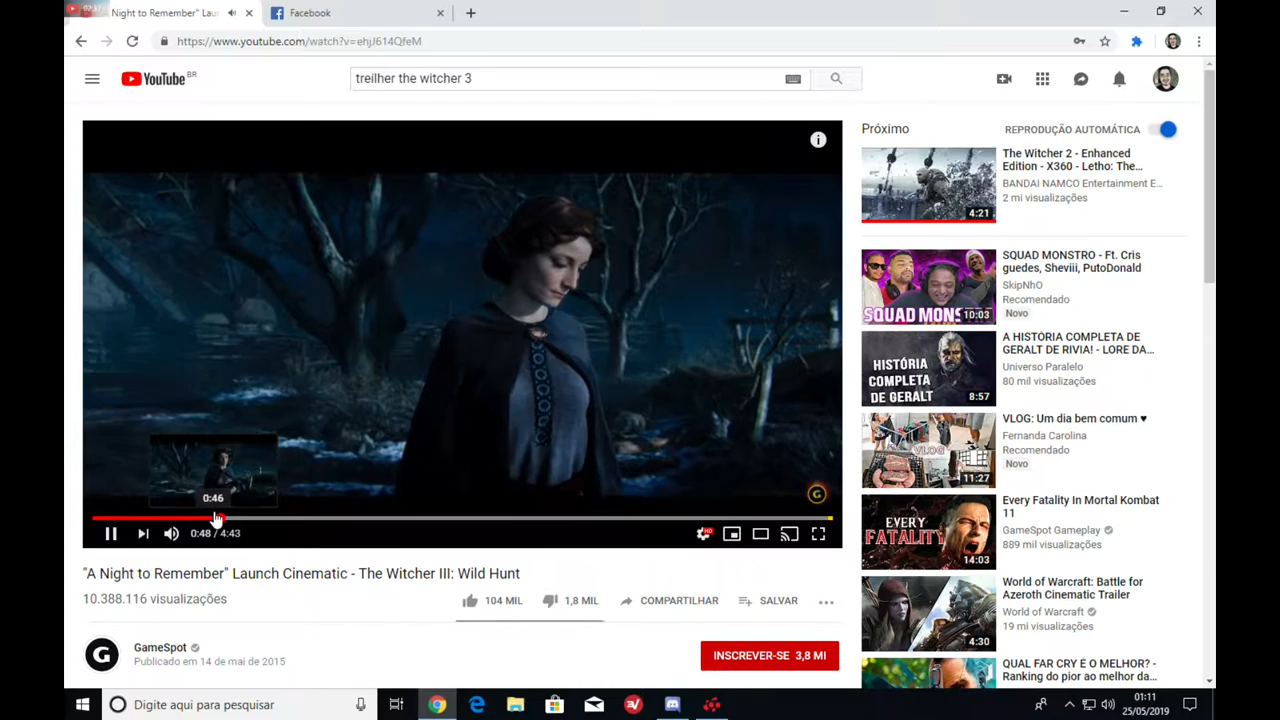 Night to Remember" Lau
Facebook
https://www.youtube.com/watch?v=ehjJ614QfeM
YouTube BR
treilher the witcher 3
Próximo
REPRODUÇÃO AUTOMÁTICA
The Witcher 2 - Enhanced
Edition - X360 - Letho: The...
BANDAI NAMCO Entertainment E...
2 mi visualizações
4:21
SQUAD MONSTRO - Ft. Cris
guedes, Sheviii, PutoDonald
SkipNhO
Recomendado
Novo
SQUAD MONS
10:03
A HISTÓRIA COMPLETA DE
GERALT DE RIVIA! - LORE DA...
Universo Paralelo
80 mil visualizações
HISTÓRIA
COMPLETA
DE GERALT
8:57
VLOG: Um dia bem comum ♥
Fernanda Carolina
Recomendado
Novo
VLOG
11:27
Every Fatality In Mortal Kombat
11
GameSpot Gameplay
889 mil visualizações
EVERY
FATALITY
14:03
World of Warcraft: Battle for
Azeroth Cinematic Trailer
World of Warcraft
19 mi visualizações
4:30
QUAL FAR CRY É O MELHOR? -
Ranking do pior ao melhor da...
0:46
0:48 / 4:43
HD
G
"A Night to Remember" Launch Cinematic - The Witcher III: Wild Hunt
10.388.116 visualizações
104 MIL
1,8 MIL
COMPARTILHAR
SALVAR
G
GameSpot
Publicado em 14 de mai de 2015
INSCREVER-SE 3,8 MI
Digite aqui para pesquisar
01:11
25/05/2019